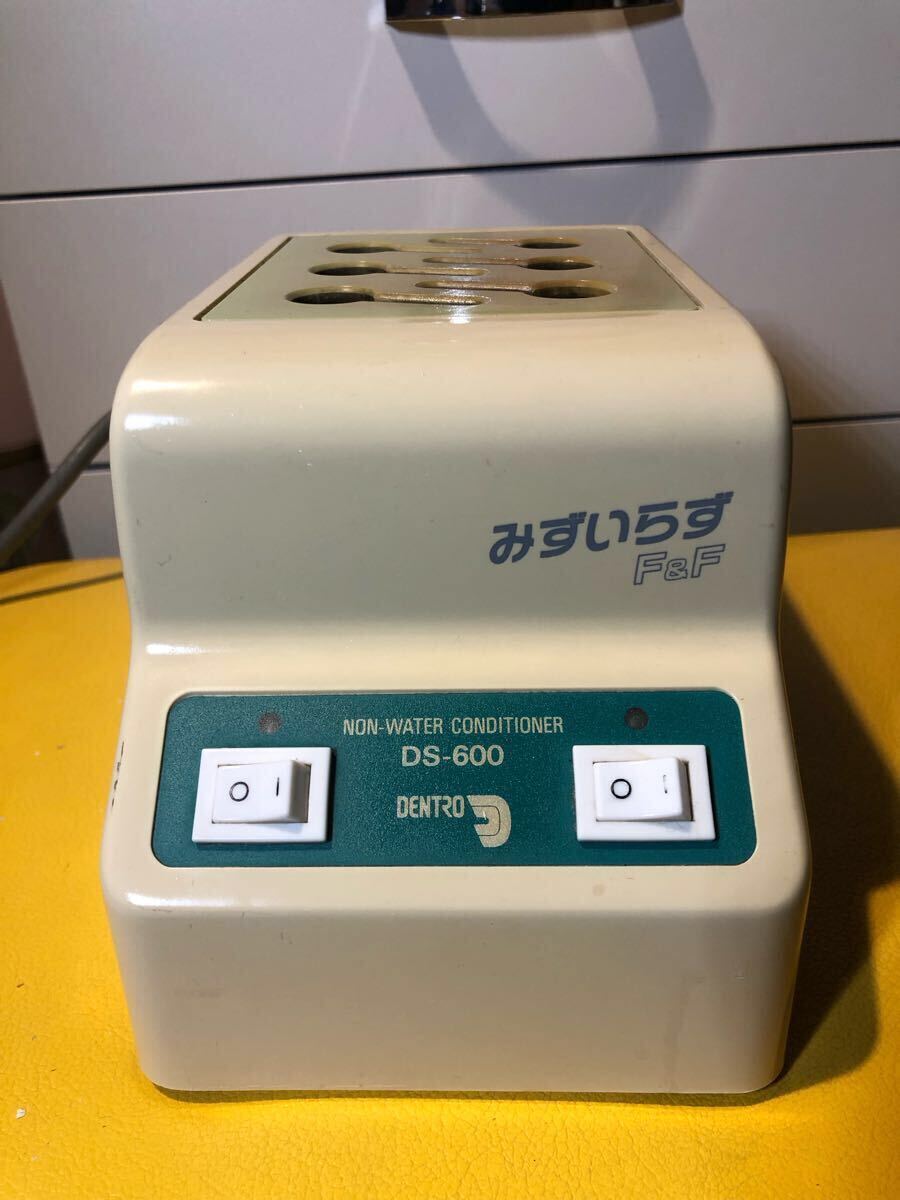 みずいらず
F&F
NON-WATER CONDITIONER
DS-600
DENTRO
O I
O I